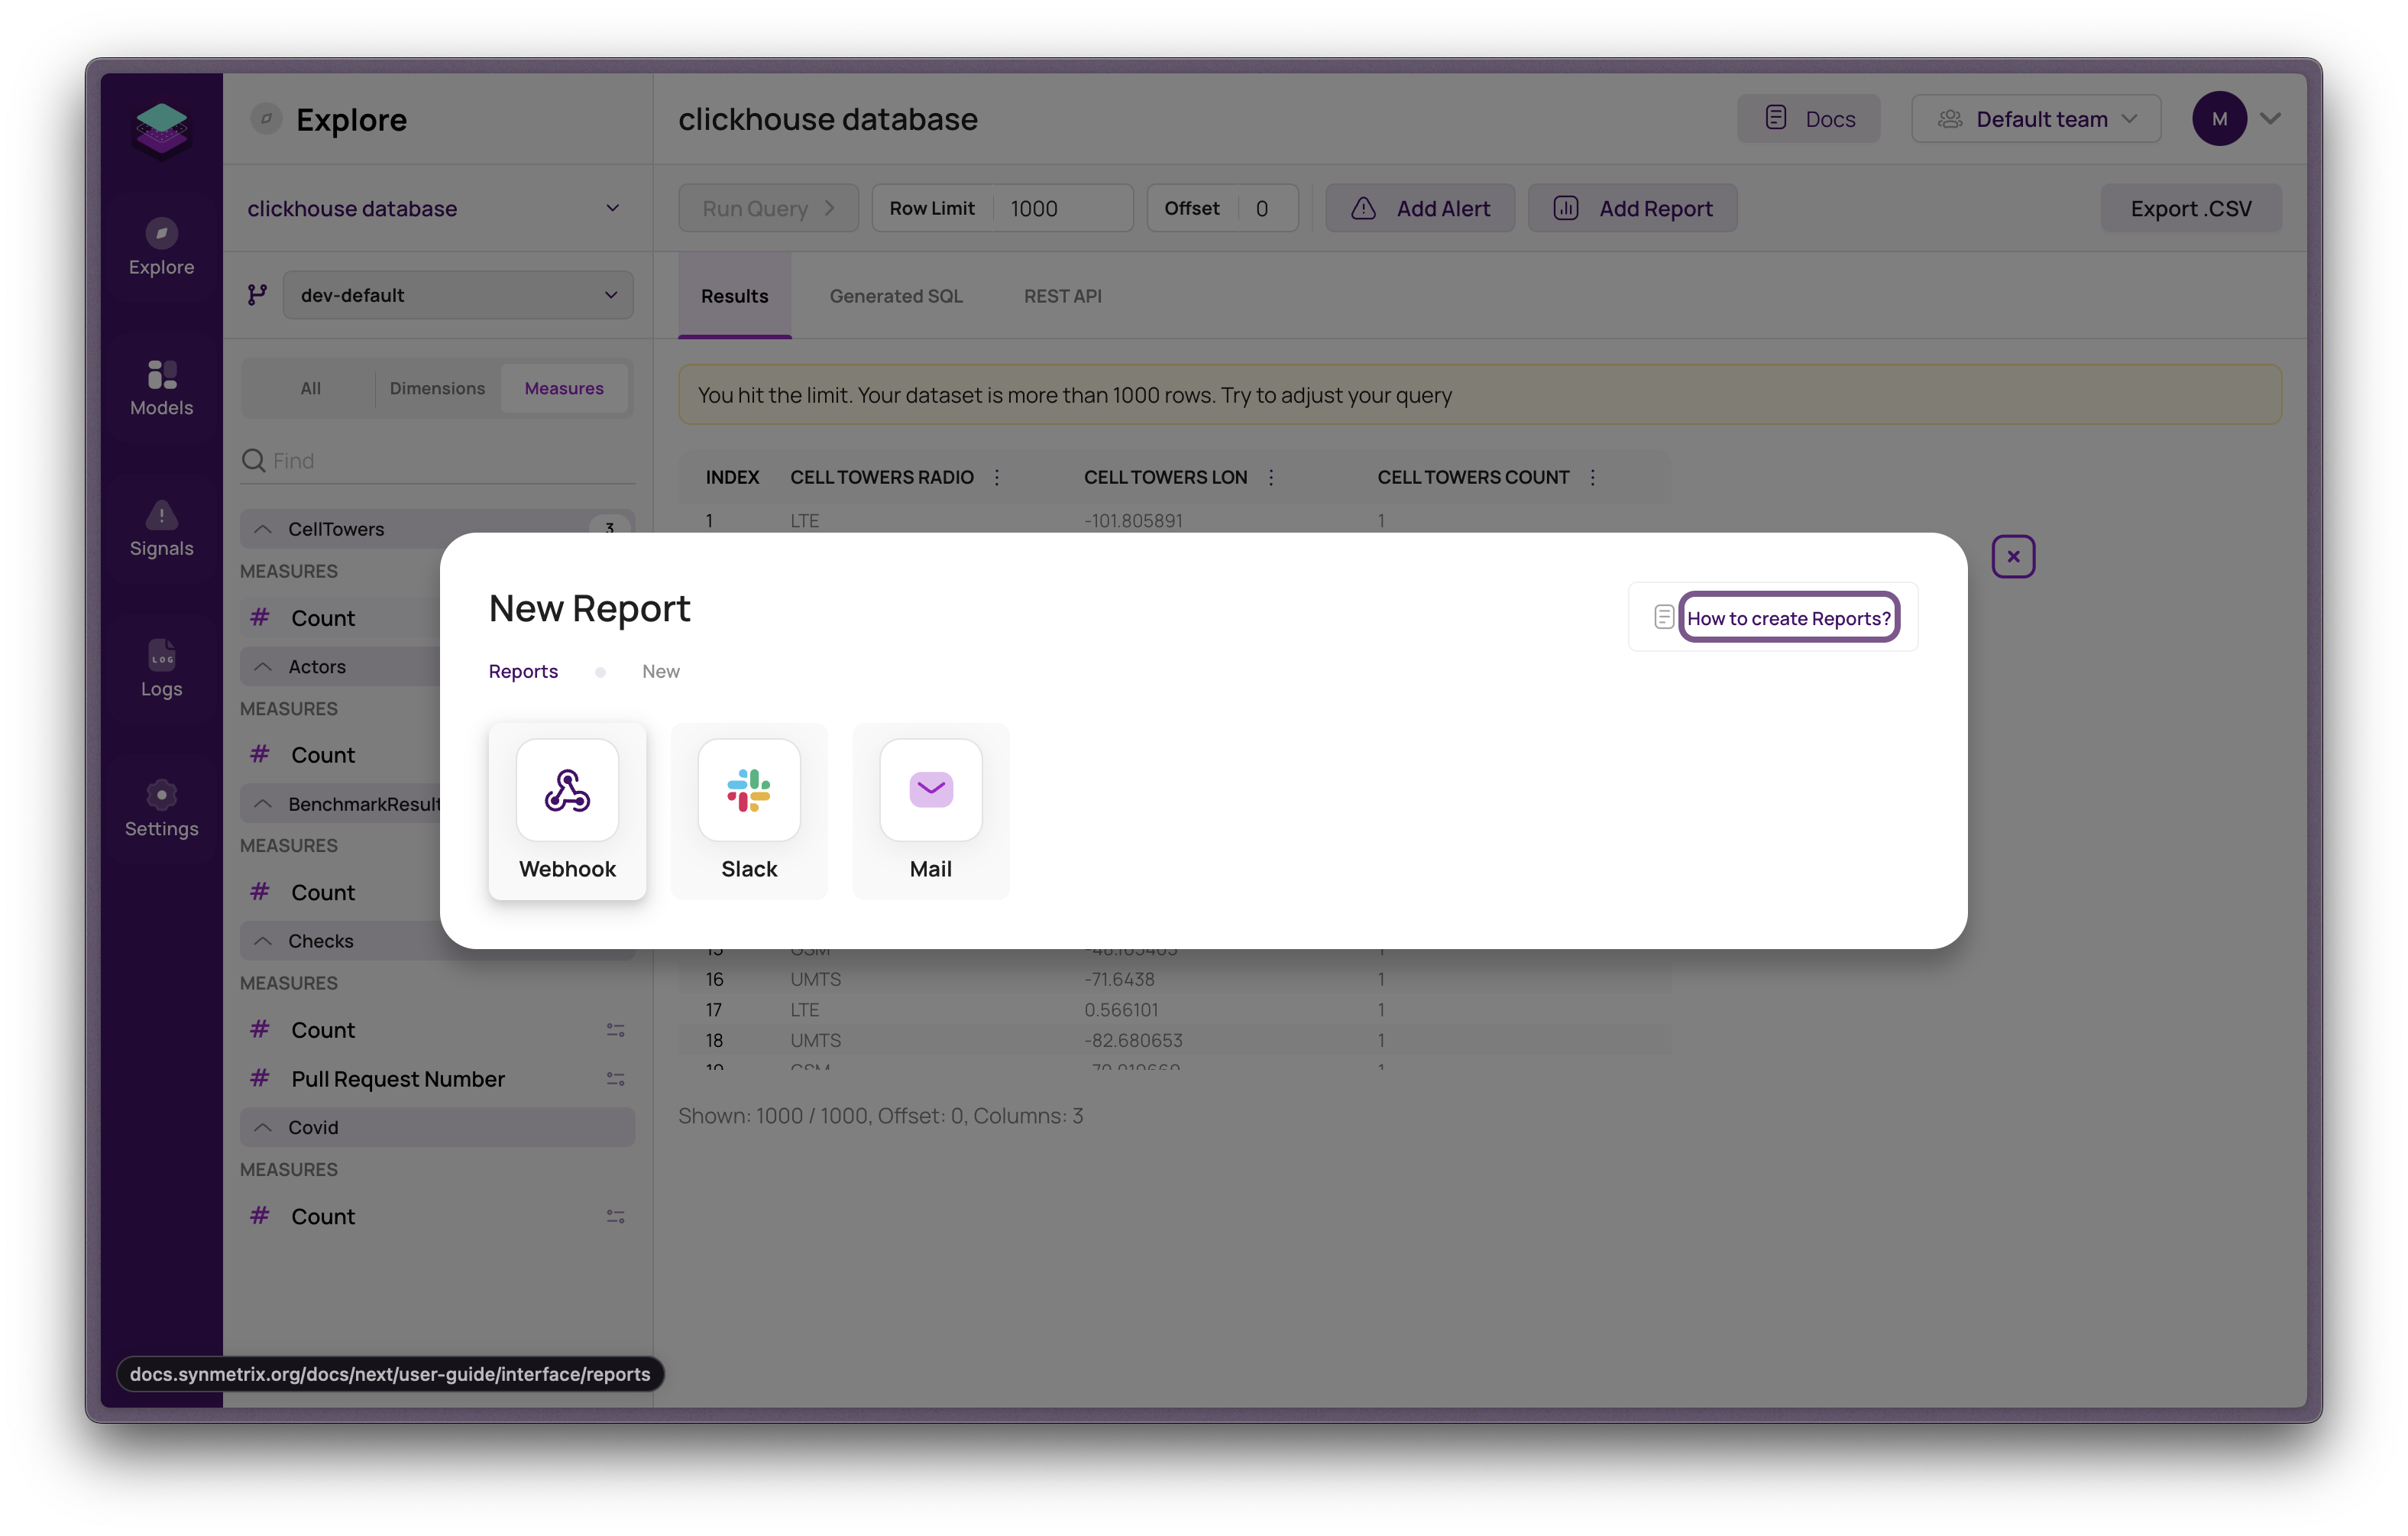 Explore
clickhouse database
Docs
Default team
M
clickhouse database
Run Query
Row Limit 1000
Offset 0
Add Alert
Add Report
Export .CSV
Explore
dev-default
Results
Generated SQL
REST API
All
Dimensions
Measures
You hit the limit. Your dataset is more than 1000 rows. Try to adjust your query
Models
Find
INDEX CELL TOWERS RADIO CELL TOWERS LON CELL TOWERS COUNT
1 LTE -101.805891 1
CellTowers 3
Signals
MEASURES
# Count
New Report
How to create Reports?
Reports
New
Actors
Logs
MEASURES
# Count
BenchmarkResult
Settings
MEASURES
# Count
Webhook
Slack
Mail
Checks
15 GSM
16 UMTS -71.6438 1
MEASURES
17 LTE 0.566101 1
# Count
18 UMTS -82.680653 1
19 GSM
# Pull Request Number
Shown: 1000 / 1000, Offset: 0, Columns: 3
Covid
MEASURES
# Count
docs.synmetrix.org/docs/next/user-guide/interface/reports